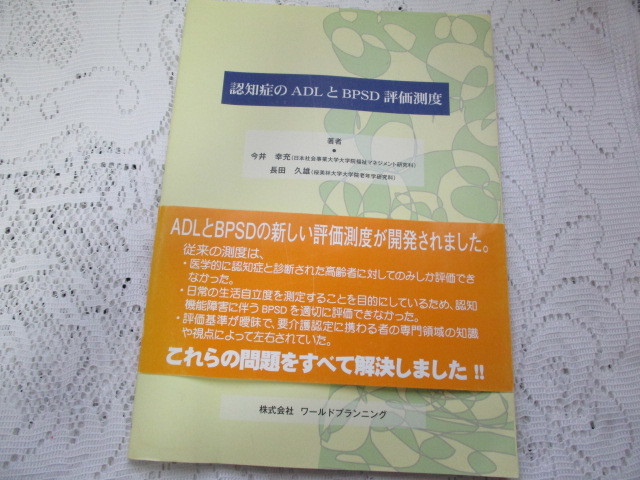 認知症の ADL と BPSD 評価測度
著者
今井 幸充(日本社会事業大学大学院福祉マネジメント研究科)
長田 久雄(桜美林大学大学院老年学研究科)
ADLとBPSDの新しい評価測度が開発されました。
従来の測度は、
・医学的に認知症と診断された高齢者に対してのみしか評価でき
なかった。
・日常の生活自立度を測定することを目的にしているため、認知
機能障害に伴う BPSD を適切に評価できなかった。
・評価基準が曖昧で、要介護認定に携わる者の専門領域の知識
や視点によって左右されていた。
これらの問題をすべて解決しました!!
株式会社 ワールドプランニング